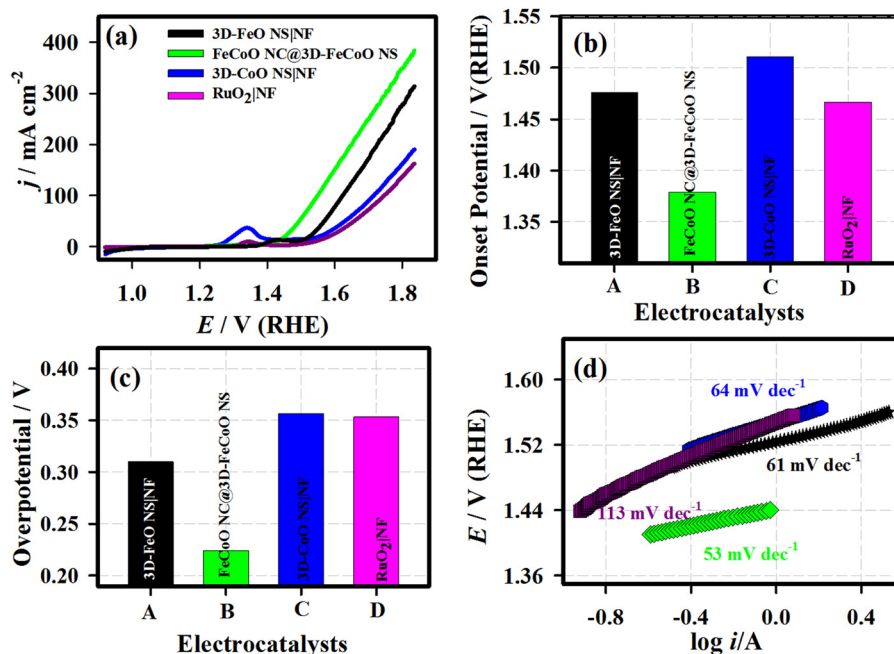 (a)
3D-FeO NS|NF
FeCoO NC@3D-FeCoO NS
3D-CoO NS|NF
RuO₂|NF
400
300
200
100
0
j / mA cm⁻²
1.0
1.2
1.4
1.6
1.8
E / V (RHE)
(b)
1.55
1.50
1.45
1.35
Onset Potential / V(RHE)
3D-FeO NS|NF
FeCoO NC@3D-FeCoO NS
3D-CoO NS|NF
RuO₂|NF
A
B
C
D
Electrocatalysts
(c)
0.40
0.35
0.30
0.25
0.20
Overpotential / V
3D-FeO NS|NF
FeCoO NC@3D-FeCoO NS
3D-CoO NS|NF
RuO₂|NF
A
B
C
D
Electrocatalysts
(d)
1.60
1.52
1.44
1.36
E / V (RHE)
64 mV dec⁻¹
61 mV dec⁻¹
113 mV dec⁻¹
53 mV dec⁻¹
-0.8
-0.4
0.0
0.4
log i/A